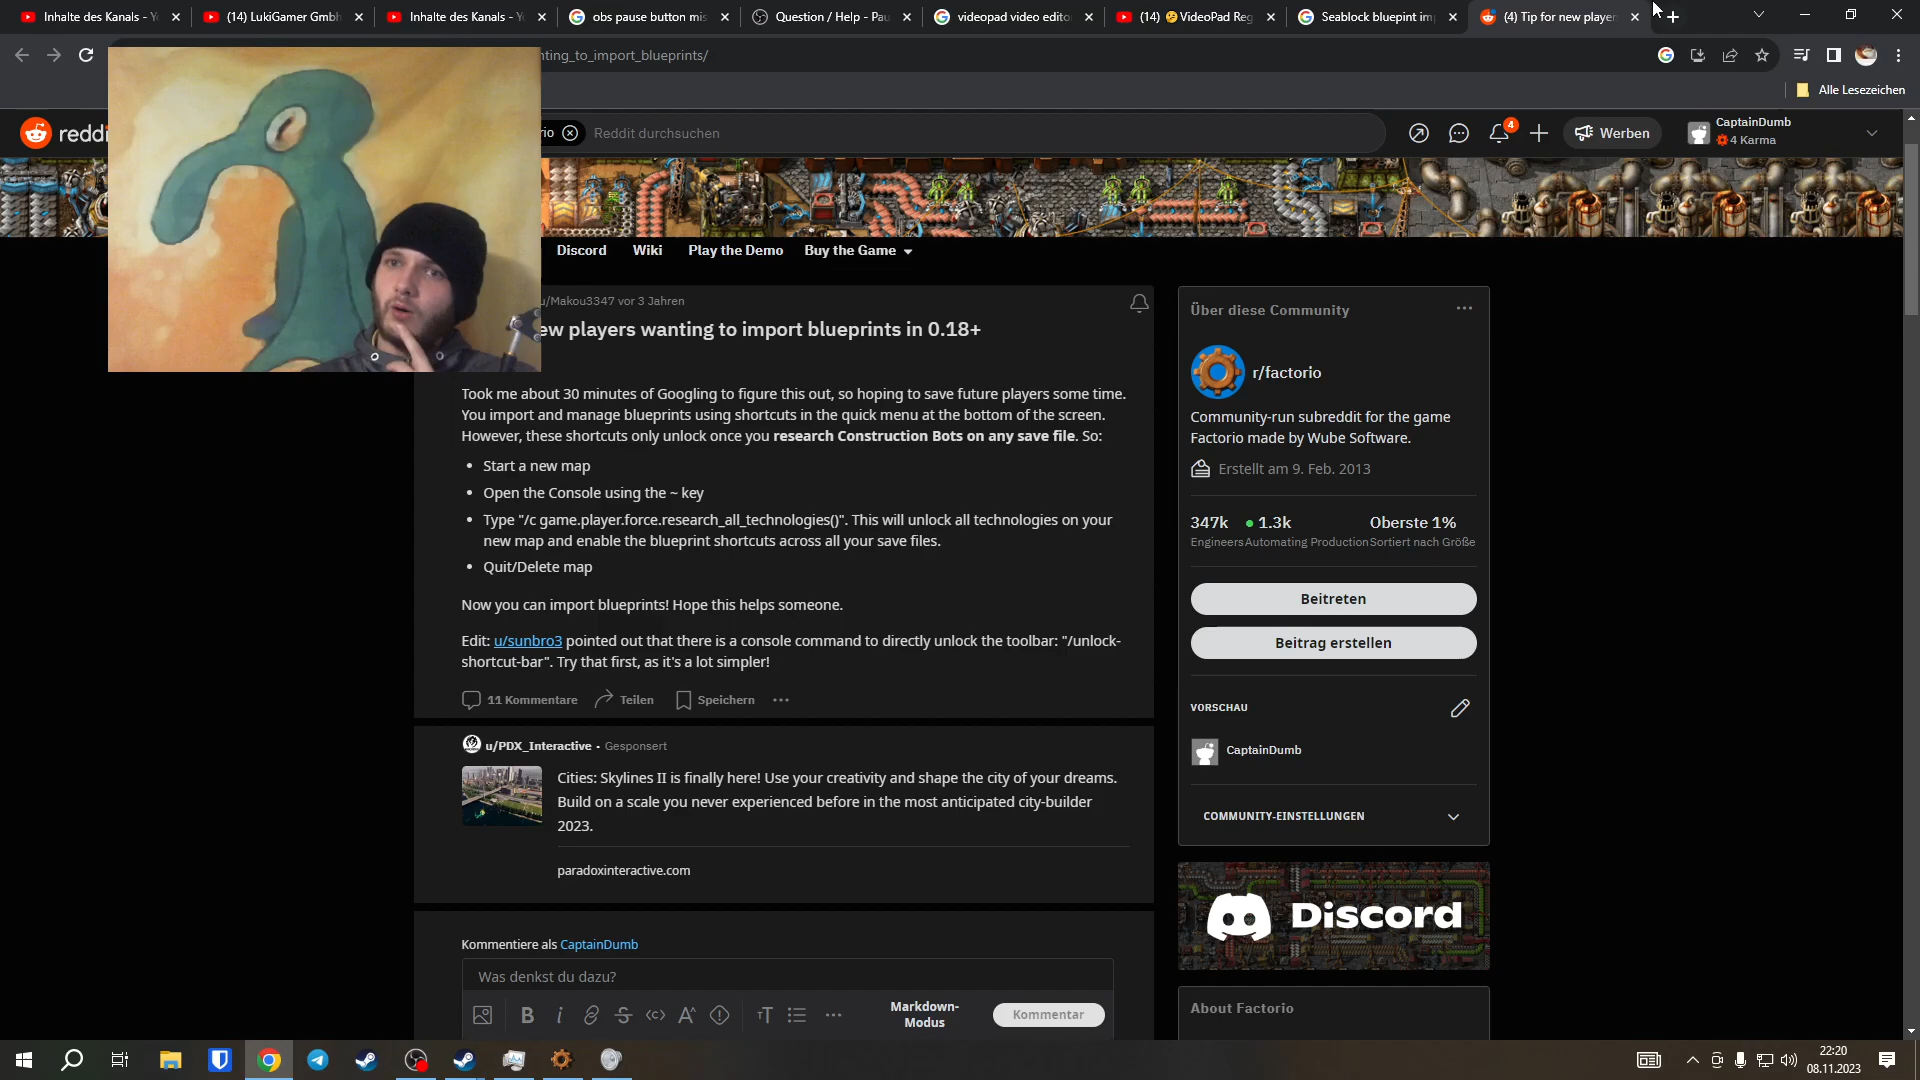 Inhalte des Kanals - Y
(14) LukiGamer Gmbh
Inhalte des Kanals - Y
obs pause button mis
Question / Help - Pau
videopad video edito
(14) 🤔VideoPad Reg
Seablock bluepint im
(4) Tip for new player
nting_to_import_blueprints/
Alle Lesezeichen
reddi
rio
Reddit durchsuchen
4
Werben
CaptainDumb
4 Karma
Discord
Wiki
Play the Demo
Buy the Game
u/Makou3347 vor 3 Jahren
ew players wanting to import blueprints in 0.18+
Took me about 30 minutes of Googling to figure this out, so hoping to save future players some time.
You import and manage blueprints using shortcuts in the quick menu at the bottom of the screen.
However, these shortcuts only unlock once you research Construction Bots on any save file. So:
• Start a new map
• Open the Console using the ~ key
• Type "/c game.player.force.research_all_technologies()". This will unlock all technologies on your
new map and enable the blueprint shortcuts across all your save files.
• Quit/Delete map
Now you can import blueprints! Hope this helps someone.
Edit: u/sunbro3 pointed out that there is a console command to directly unlock the toolbar: "/unlock-
shortcut-bar". Try that first, as it's a lot simpler!
11 Kommentare
Teilen
Speichern
u/PDX_Interactive • Gesponsert
Cities: Skylines II is finally here! Use your creativity and shape the city of your dreams.
Build on a scale you never experienced before in the most anticipated city-builder
2023.
paradoxinteractive.com
Kommentiere als CaptainDumb
Was denkst du dazu?
Markdown-
Modus
Kommentar
Über diese Community
r/factorio
Community-run subreddit for the game
Factorio made by Wube Software.
Erstellt am 9. Feb. 2013
347k
1.3k
Oberste 1%
Engineers
Automating Production
Sortiert nach Größe
Beitreten
Beitrag erstellen
VORSCHAU
CaptainDumb
COMMUNITY-EINSTELLUNGEN
Discord
About Factorio
22:20
08.11.2023